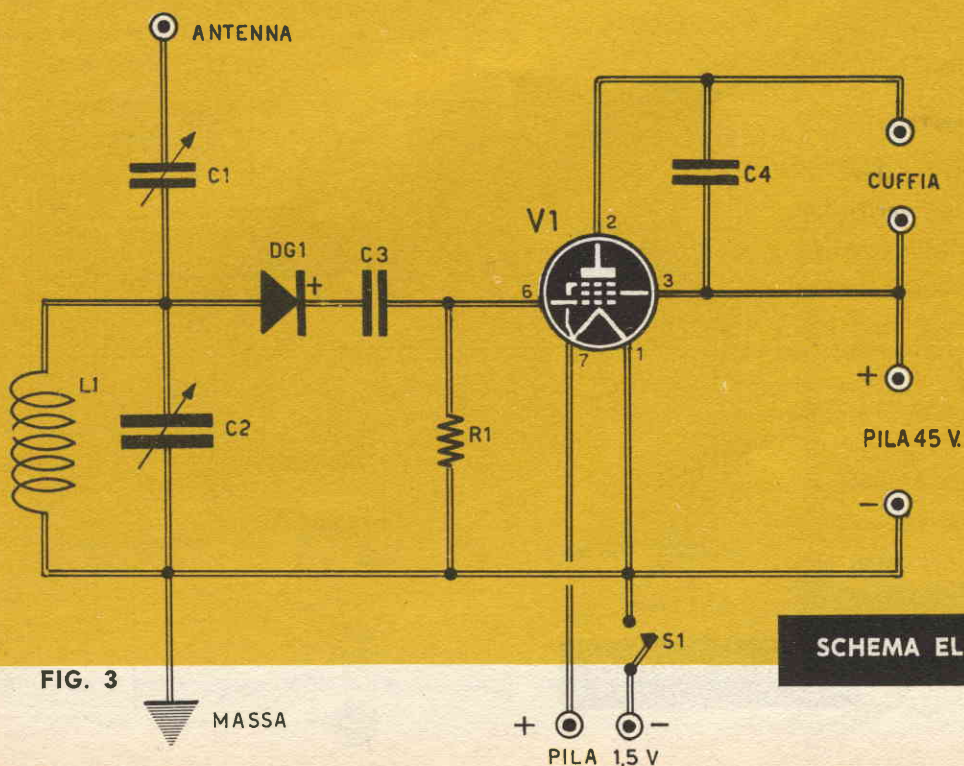 ANTENNA
C1
DG1
+
C3
V1
2
6
3
7
1
C4
CUFFIA
L1
C2
R1
+
PILA 45 V.
-
S1
SCHEMA EL
FIG. 3
MASSA
+
-
PILA 1,5 V